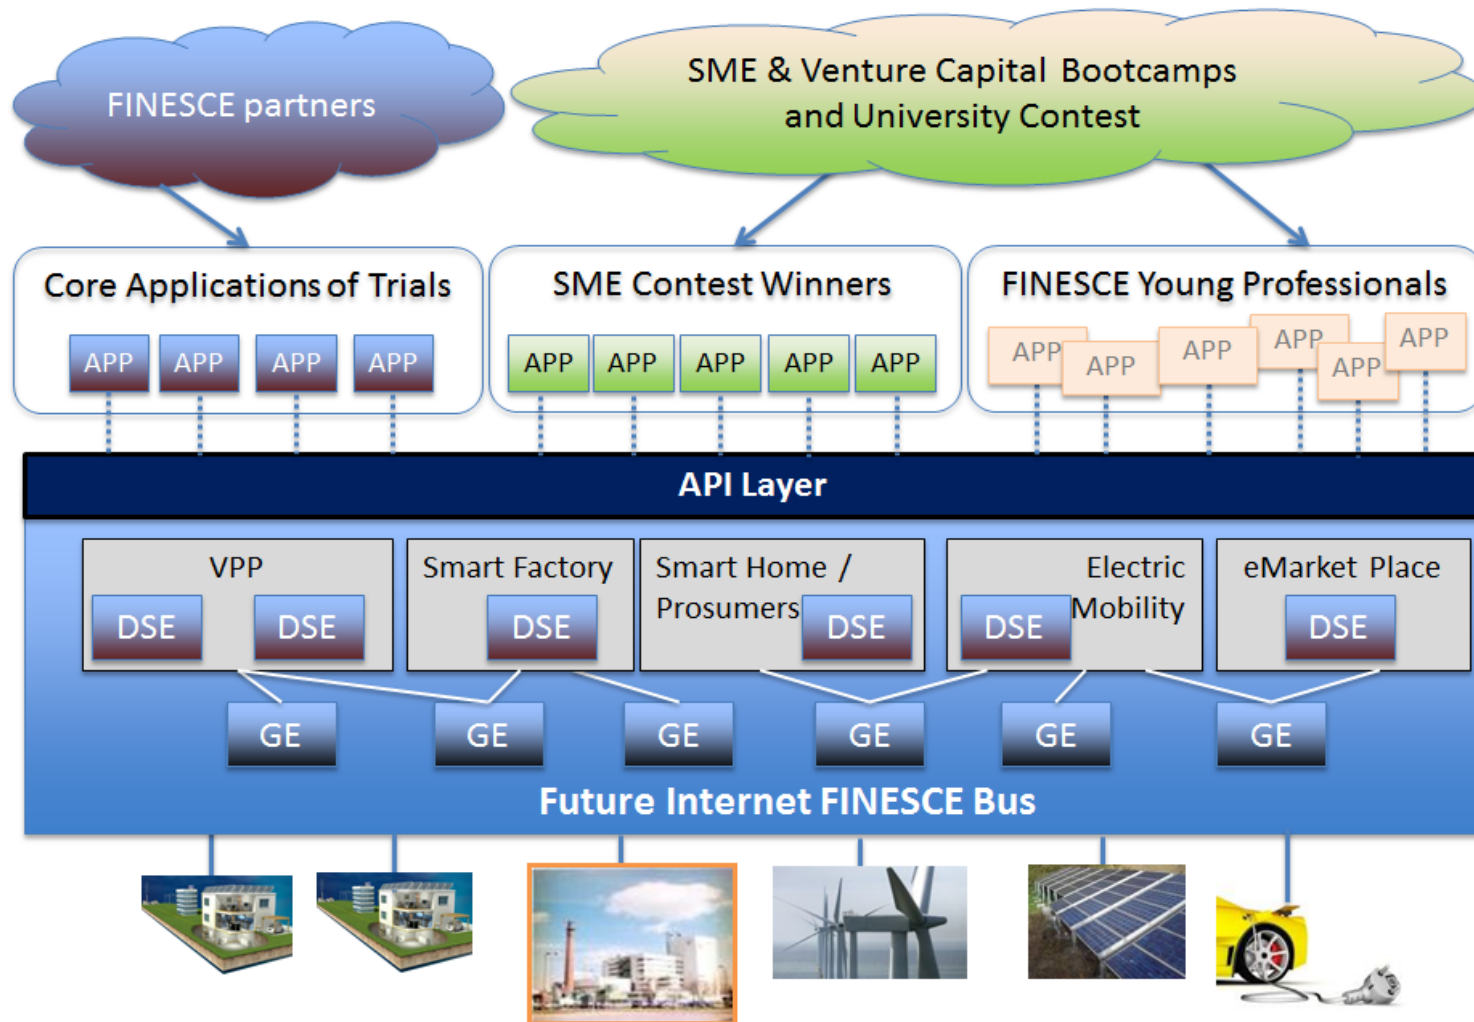 FINESCE partners
SME & Venture Capital Bootcamps
and University Contest
Core Applications of Trials
APP
APP
APP
APP
SME Contest Winners
APP
APP
APP
APP
APP
FINESCE Young Professionals
APP
APP
APP
APP
APP
APP
API Layer
VPP
DSE
DSE
Smart Factory
DSE
Smart Home /
Prosumers
DSE
Electric
Mobility
DSE
eMarket Place
DSE
GE
GE
GE
GE
GE
GE
Future Internet FINESCE Bus